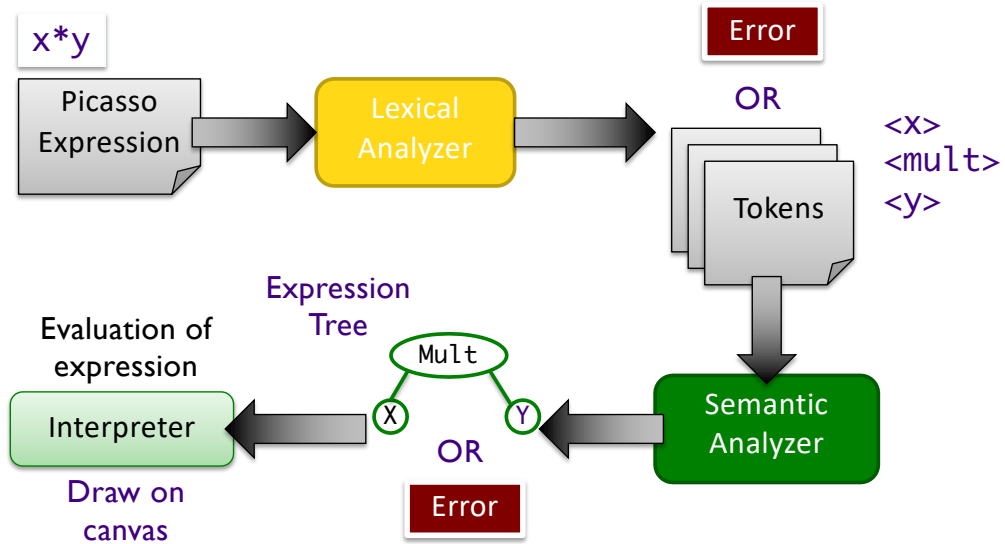 x*y
Picasso
Expression
Lexical
Analyzer
Error
OR
Tokens
<x>
<mult>
<y>
Semantic
Analyzer
Expression
Tree
Mult
X
Y
OR
Error
Evaluation of
expression
Interpreter
Draw on
canvas